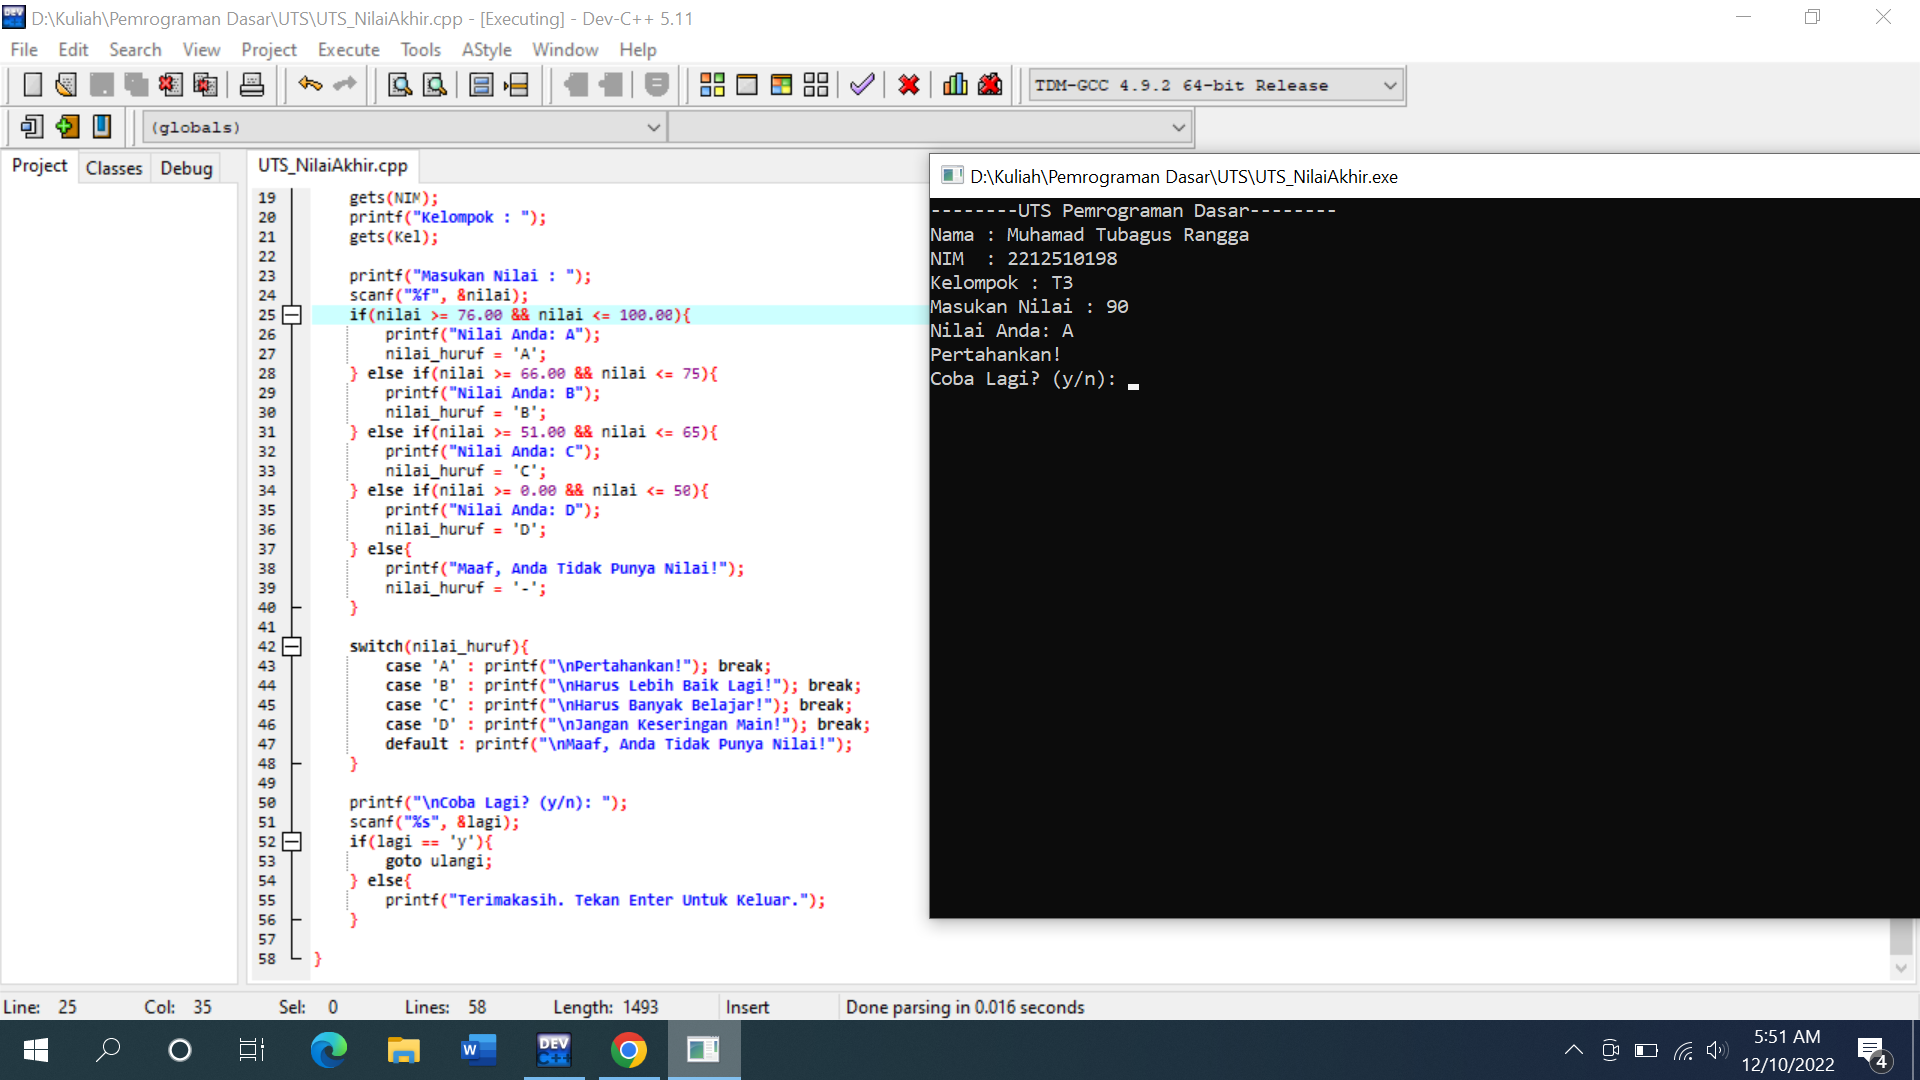 D:\Kuliah\Pemrograman Dasar\UTS\UTS_NilaiAkhir.cpp - [Executing] - Dev-C++ 5.11
File Edit Search View Project Execute Tools AStyle Window Help
TDM-GCC 4.9.2 64-bit Release
(globals)
Project Classes Debug
UTS_NilaiAkhir.cpp
19 gets(NIM);
20 printf("Kelompok : ");
21 gets(Kel);
22
23 printf("Masukan Nilai : ");
24 scanf("%f", &nilai);
25 if(nilai >= 76.00 && nilai <= 100.00){
26 printf("Nilai Anda: A");
27 nilai_huruf = 'A';
28 } else if(nilai >= 66.00 && nilai <= 75){
29 printf("Nilai Anda: B");
30 nilai_huruf = 'B';
31 } else if(nilai >= 51.00 && nilai <= 65){
32 printf("Nilai Anda: C");
33 nilai_huruf = 'C';
34 } else if(nilai >= 0.00 && nilai <= 50){
35 printf("Nilai Anda: D");
36 nilai_huruf = 'D';
37 } else{
38 printf("Maaf, Anda Tidak Punya Nilai!");
39 nilai_huruf = '-';
40 }
41
42 switch(nilai_huruf){
43 case 'A' : printf("\nPertahankan!"); break;
44 case 'B' : printf("\nHarus Lebih Baik Lagi!"); break;
45 case 'C' : printf("\nHarus Banyak Belajar!"); break;
46 case 'D' : printf("\nJangan Keseringan Main!"); break;
47 default : printf("\nMaaf, Anda Tidak Punya Nilai!");
48 }
49
50 printf("\nCoba Lagi? (y/n): ");
51 scanf("%s", &lagi);
52 if(lagi == 'y'){
53 goto ulangi;
54 } else{
55 printf("Terimakasih. Tekan Enter Untuk Keluar.");
56 }
57
58 }
D:\Kuliah\Pemrograman Dasar\UTS\UTS_NilaiAkhir.exe
--------UTS Pemrograman Dasar--------
Nama : Muhamad Tubagus Rangga
NIM  : 2212510198
Kelompok : T3
Masukan Nilai : 90
Nilai Anda: A
Pertahankan!
Coba Lagi? (y/n):
Line: 25 Col: 35 Sel: 0 Lines: 58 Length: 1493 Insert Done parsing in 0.016 seconds
DEV C++
W
5:51 AM
12/10/2022
4